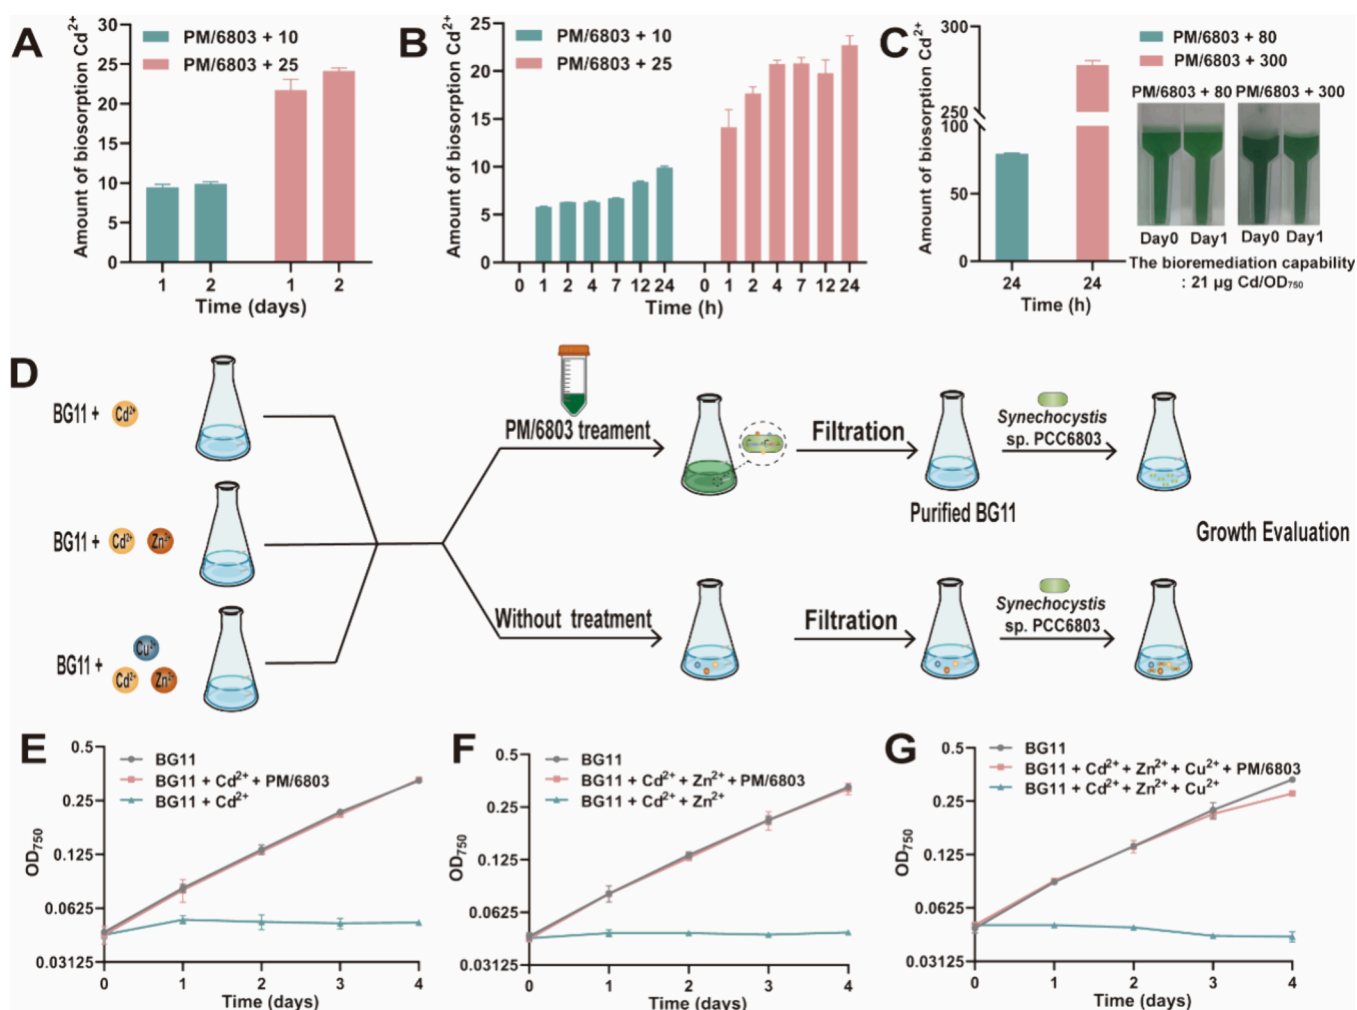 A
Amount of biosorption Cd²⁺
30
25
20
15
10
5
0
PM/6803 + 10
PM/6803 + 25
1 2 1 2
Time (days)
B
Amount of biosorption Cd²⁺
25
20
15
10
5
0
PM/6803 + 10
PM/6803 + 25
0 1 2 4 7 12 24 0 1 2 4 7 12 24
Time (h)
C
Amount of biosorption Cd²⁺
300
250
100
50
0
PM/6803 + 80
PM/6803 + 300
24 24
Time (h)
PM/6803 + 80 PM/6803 + 300
Day0 Day1 Day0 Day1
The bioremediation capability
: 21 μg Cd/OD₇₅₀
D
BG11 + Cd²⁺
BG11 + Cd²⁺ Zn²⁺
Cu²⁺
BG11 +
Cd²⁺ Zn²⁺
PM/6803 treament
Filtration
Purified BG11
Synechocystis
sp. PCC6803
Without treatment
Filtration
Synechocystis
sp. PCC6803
Growth Evaluation
E
OD₇₅₀
0.5
0.25
0.125
0.0625
0.03125
BG11
BG11 + Cd²⁺ + PM/6803
BG11 + Cd²⁺
0 1 2 3 4
Time (days)
F
OD₇₅₀
0.5
0.25
0.125
0.0625
0.03125
BG11
BG11 + Cd²⁺ + Zn²⁺ + PM/6803
BG11 + Cd²⁺ + Zn²⁺
0 1 2 3 4
Time (days)
G
OD₇₅₀
0.5
0.25
0.125
0.0625
0.03125
BG11
BG11 + Cd²⁺ + Zn²⁺ + Cu²⁺ + PM/6803
BG11 + Cd²⁺ + Zn²⁺ + Cu²⁺
0 1 2 3 4
Time (days)